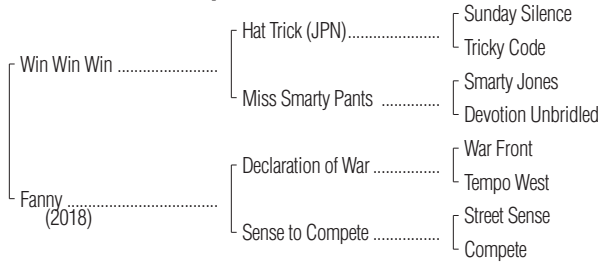 Sunday Silence
Hat Trick (JPN)....................
Tricky Code
Win Win Win ......................
Smarty Jones
Miss Smarty Pants .............
Devotion Unbridled
War Front
Declaration of War ...............
Tempo West
Fanny .................................
(2018)
Street Sense
Sense to Compete ...............
Compete